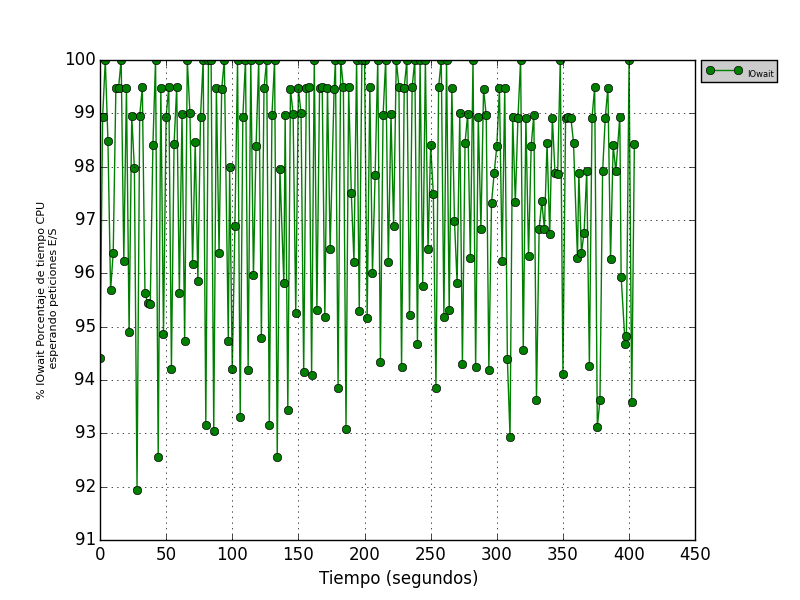 100
99
98
97
96
95
94
93
92
91
% IOwait Porcentaje de tiempo CPU
esperando peticiones E/S
0 50 100 150 200 250 300 350 400 450
Tiempo (segundos)
IOwait